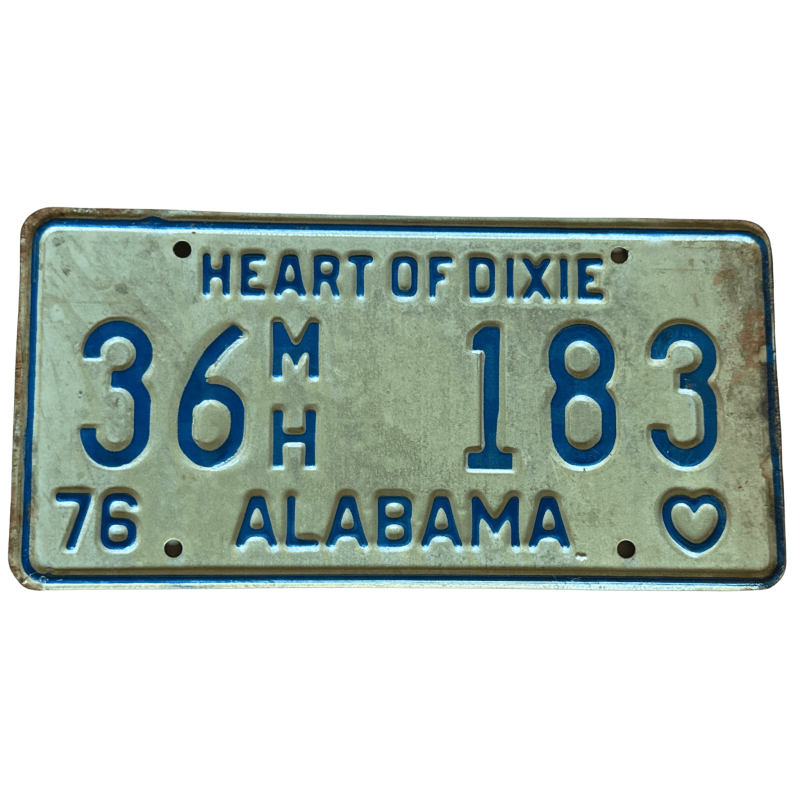 HEART OF DIXIE
36 MH 183
76 ALABAMA